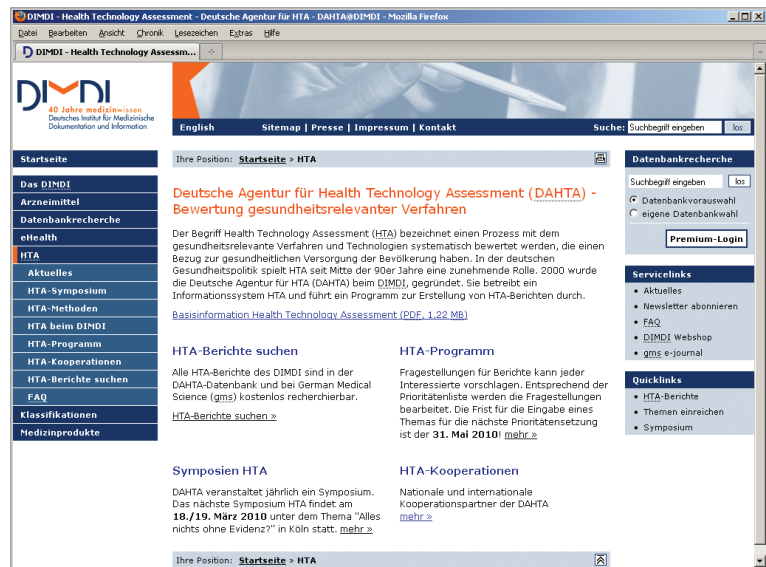 DIMDI - Health Technology Assessment - Deutsche Agentur für HTA - DAHTA@DIMDI - Mozilla Firefox
Datei Bearbeiten Ansicht Chronik Lesezeichen Extras Hilfe
DIMDI - Health Technology Assessm...
DIMDI
40 Jahre medizinwissen
Deutsches Institut für Medizinische
Dokumentation und Information
English Sitemap | Presse | Impressum | Kontakt Suche: Suchbegriff eingeben los
Startseite
Das DIMDI
Arzneimittel
Datenbankrecherche
eHealth
HTA
Aktuelles
HTA-Symposium
HTA-Methoden
HTA beim DIMDI
HTA-Programm
HTA-Kooperationen
HTA-Berichte suchen
FAQ
Klassifikationen
Medizinprodukte
Ihre Position: Startseite » HTA
Deutsche Agentur für Health Technology Assessment (DAHTA) -
Bewertung gesundheitsrelevanter Verfahren
Der Begriff Health Technology Assessment (HTA) bezeichnet einen Prozess mit dem
gesundheitsrelevante Verfahren und Technologien systematisch bewertet werden, die einen
Bezug zur gesundheitlichen Versorgung der Bevölkerung haben. In der deutschen
Gesundheitspolitik spielt HTA seit Mitte der 90er Jahre eine zunehmende Rolle. 2000 wurde
die Deutsche Agentur für HTA (DAHTA) beim DIMDI, gegründet. Sie betreibt ein
Informationssystem HTA und führt ein Programm zur Erstellung von HTA-Berichten durch.
Basisinformation Health Technology Assessment (PDF, 1,22 MB)
HTA-Berichte suchen
Alle HTA-Berichte des DIMDI sind in der
DAHTA-Datenbank und bei German Medical
Science (gms) kostenlos recherchierbar.
HTA-Berichte suchen »
HTA-Programm
Fragestellungen für Berichte kann jeder
Interessierte vorschlagen. Entsprechend der
Prioritätenliste werden die Fragestellungen
bearbeitet. Die Frist für die Eingabe eines
Themas für die nächste Prioritätensetzung
ist der 31. Mai 2010! mehr »
Symposien HTA
DAHTA veranstaltet jährlich ein Symposium.
Das nächste Symposium HTA findet am
18./19. März 2010 unter dem Thema "Alles
nichts ohne Evidenz?" in Köln statt. mehr »
HTA-Kooperationen
Nationale und internationale
Kooperationspartner der DAHTA
mehr »
Ihre Position: Startseite » HTA
Datenbankrecherche
Suchbegriff eingeben los
Datenbankvorauswahl
eigene Datenbankwahl
Premium-Login
Servicelinks
Aktuelles
Newsletter abonnieren
FAQ
DIMDI Webshop
gms e-journal
Quicklinks
HTA-Berichte
Themen einreichen
Symposium